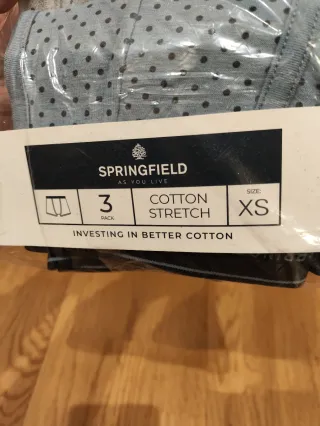 SPRINGFIELD
AS YOU LIVE
3
PACK
COTTON
STRETCH
SIZE:
XS
INVESTING IN BETTER COTTON